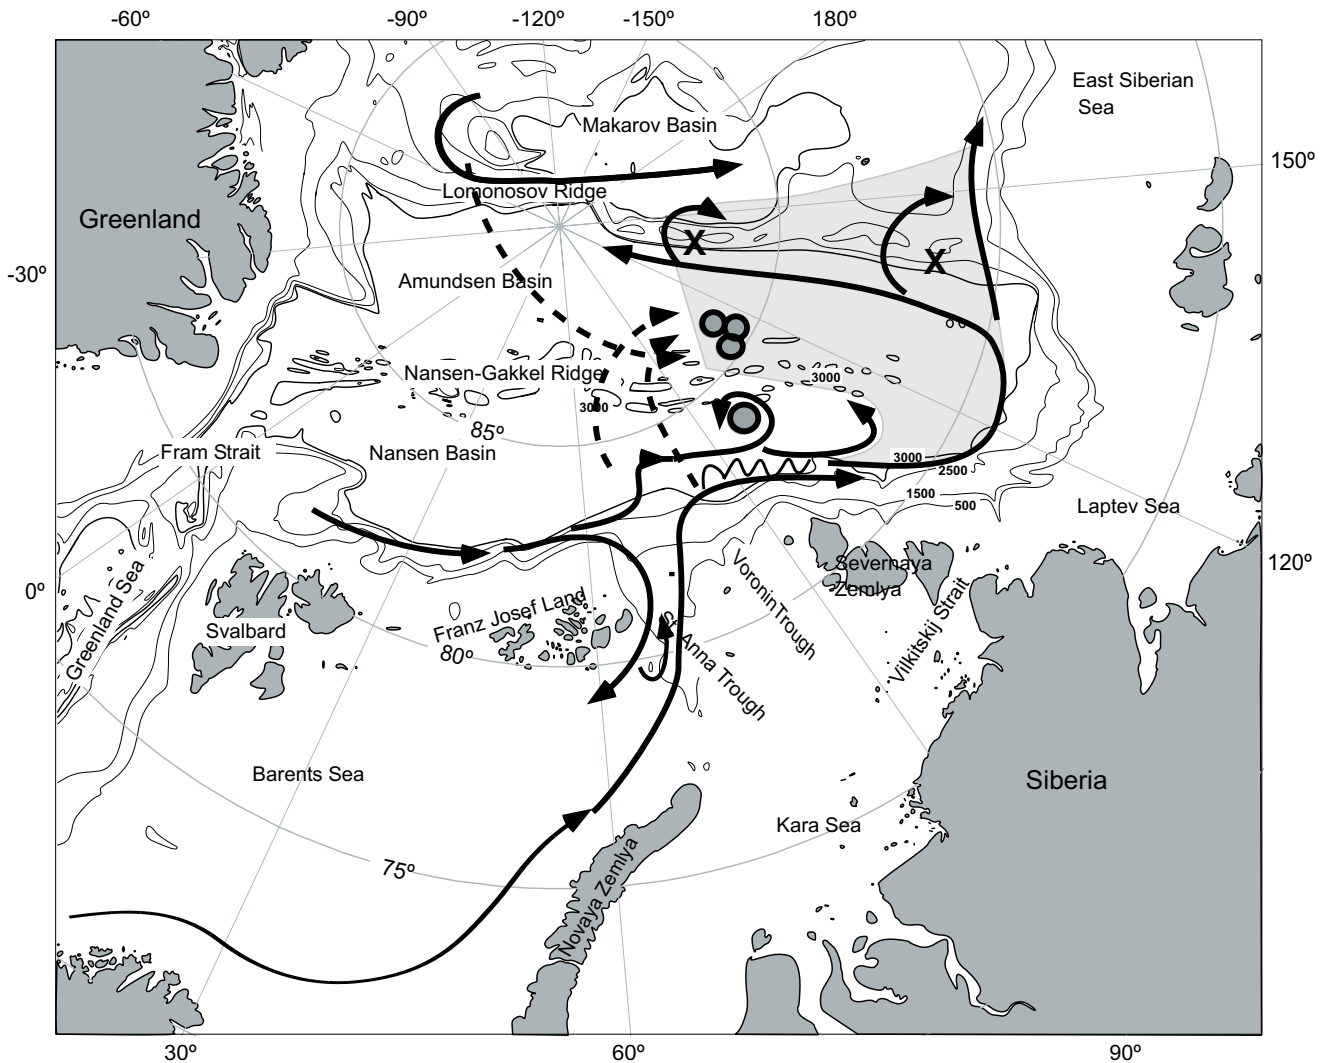 -60º
-90º
-120º
-150º
180º
East Siberian
Sea
Makarov Basin
150º
Lomonosov Ridge
Greenland
X
X
-30º
Amundsen Basin
Nansen-Gakkel Ridge
3000
3000
85º
Fram Strait
Nansen Basin
3000
2500
1500
500
Laptev Sea
120º
0º
Greenland Sea
Svalbard
Franz Josef Land
80º
St. Anna Trough
VoroninTrough
Severnaya
Zemlya
Vilkitskij Strait
Barents Sea
Siberia
Kara Sea
75º
Novaya Zemlya
30º
60º
90º